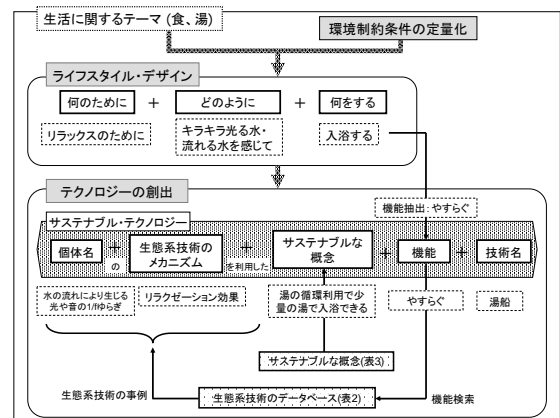 生活に関するテーマ (食、湯)
環境制約条件の定量化
ライフスタイル・デザイン
何のために + どのように + 何をする
リラックスのために
キラキラ光る水・
流れる水を感じて
入浴する
テクノロジーの創出
機能抽出：やすらぐ
サステナブル・テクノロジー
個体名 + の 生態系技術の
メカニズム + を利用した サステナブルな
概念 + 機能 + 技術名
水の流れにより生じる
光や音の1/fゆらぎ
リラクゼーション効果
湯の循環利用で少
量の湯で入浴できる
やすらぐ
湯船
サステナブルな概念(表3)
生態系技術の事例
生態系技術のデータベース(表2)
機能検索